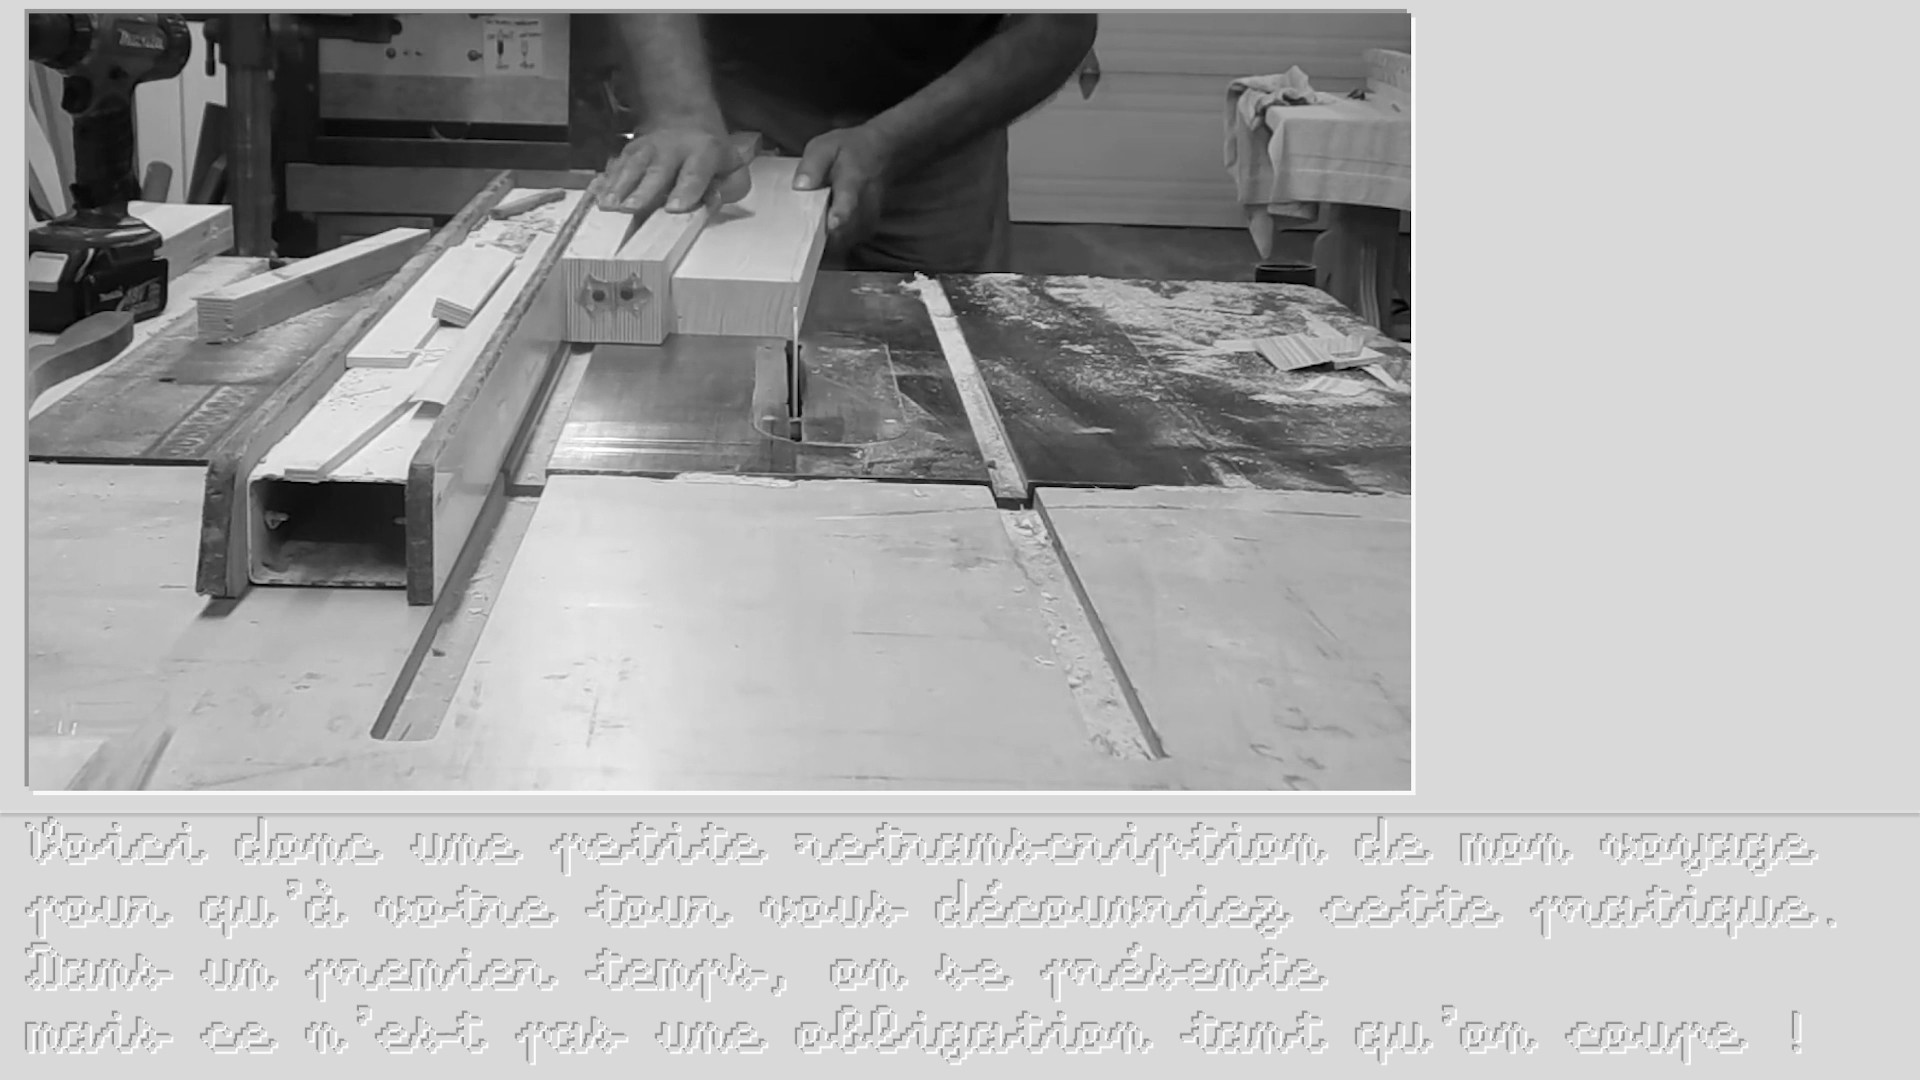 Voici donc une petite retranscription de mon voyage
pour qu'à votre tour vous découvriez cette pratique.
Dans un premier temps, on se présente
mais ce n'est pas une obligation tant qu'on coupe !